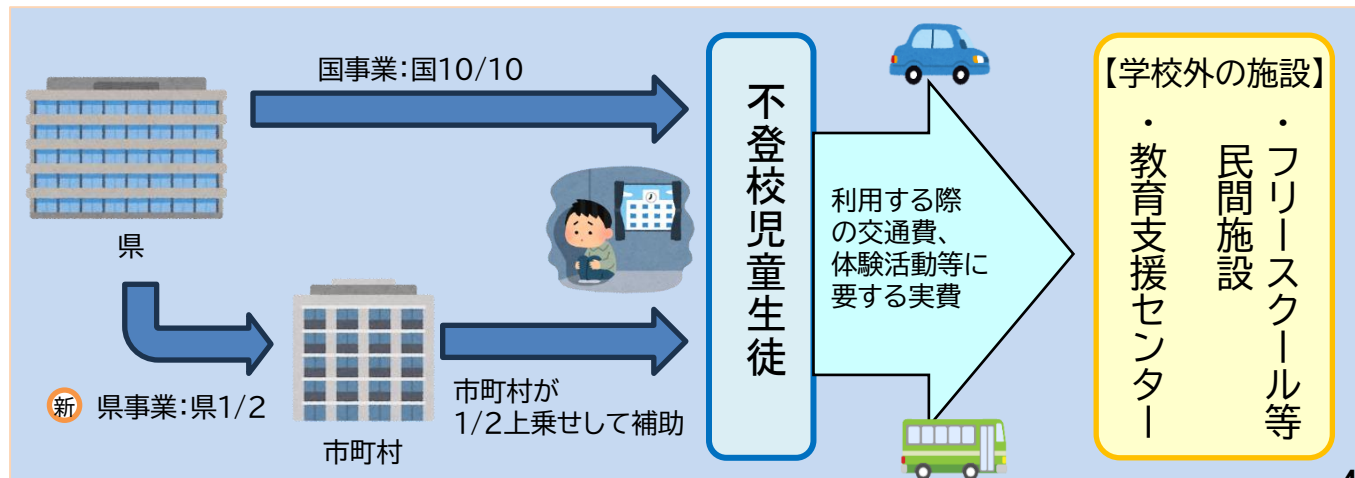 国事業：国10/10
県
新 県事業：県1/2
市町村
市町村が
1/2上乗せして補助
不登校児童生徒
利用する際
の交通費、
体験活動等に
要する実費
【学校外の施設】
・フリースクール等
民間施設
・教育支援センター